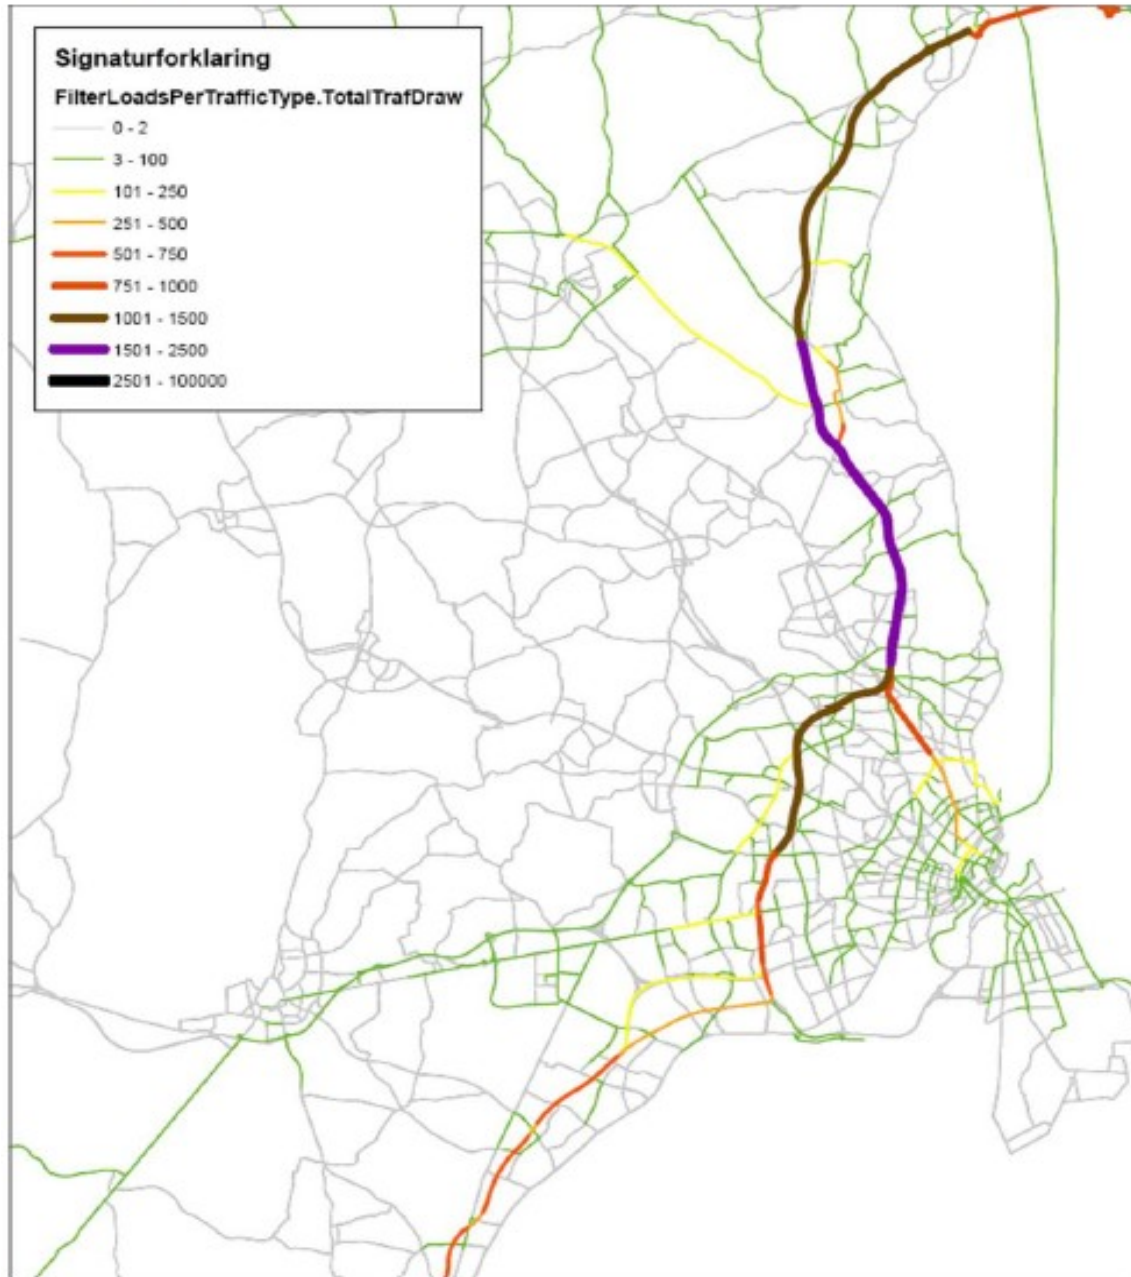 Signaturforklaring
FilterLoadsPerTrafficType.TotalTrafDraw
0 - 2
3 - 100
101 - 250
251 - 500
501 - 750
751 - 1000
1001 - 1500
1501 - 2500
2501 - 100000